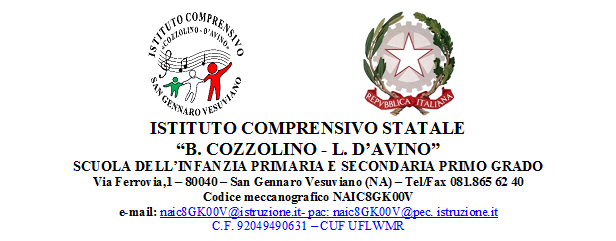 ISTITUTO COMPRENSIVO
"COZZOLINO - D'AVINO"
SAN GENNARO VESUVIANO
REPVBBLICA ITALIANA
ISTITUTO COMPRENSIVO STATALE
“B. COZZOLINO - L. D’AVINO”
SCUOLA DELL’INFANZIA PRIMARIA E SECONDARIA PRIMO GRADO
Via Ferrovia,1 – 80040 – San Gennaro Vesuviano (NA) – Tel/Fax 081.865 62 40
Codice meccanografico NAIC8GK00V
e-mail: naic8GK00V@istruzione.it- pac: naic8GK00V@pec. istruzione.it
C.F. 92049490631 – CUF UFLWMR